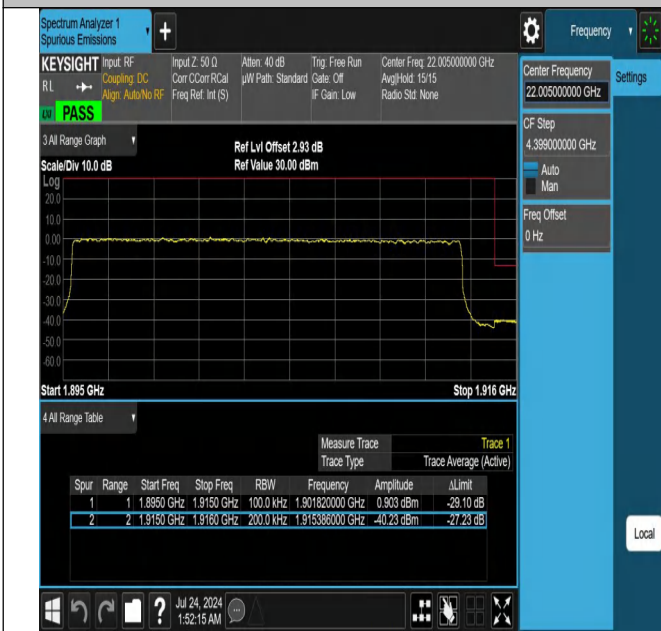 Spectrum Analyzer 1
Spurious Emissions
+
Frequency
KEYSIGHT
RL
PASS
Input: RF
Coupling: DC
Align: Auto/No RF
Input Z: 50 Ω
Corr CCorr RCal
Freq Ref: Int (S)
Atten: 40 dB
µW Path: Standard
Trig: Free Run
Gate: Off
IF Gain: Low
Center Freq: 22.005000000 GHz
Avg|Hold: 15/15
Radio Std: None
Center Frequency
22.005000000 GHz
Settings
CF Step
4.399000000 GHz
Auto
Man
Freq Offset
0 Hz
3 All Range Graph
Scale/Div 10.0 dB
Ref Lvl Offset 2.93 dB
Ref Value 30.00 dBm
Log
20.0
10.0
0.00
-10.0
-20.0
-30.0
-40.0
-50.0
-60.0
Start 1.895 GHz
Stop 1.916 GHz
4 All Range Table
Measure Trace Trace 1
Trace Type Trace Average (Active)
Spur Range Start Freq Stop Freq RBW Frequency Amplitude ΔLimit
1 1 1.8950 GHz 1.9150 GHz 100.0 kHz 1.901820000 GHz 0.903 dBm -29.10 dB
2 2 1.9150 GHz 1.9160 GHz 200.0 kHz 1.915386000 GHz -40.23 dBm -27.23 dB
Local
?
Jul 24, 2024
1:52:15 AM